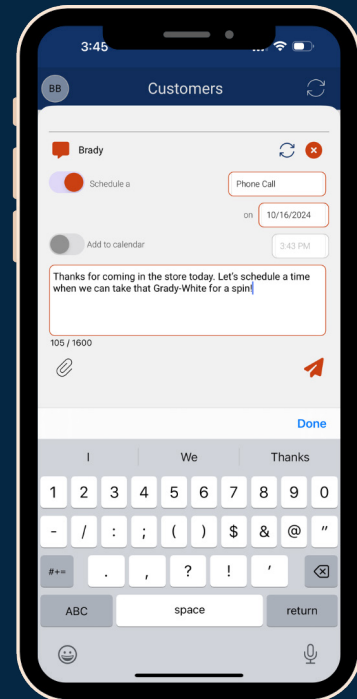 3:45
BB
Customers
Brady
Schedule a
Phone Call
on
10/16/2024
Add to calendar
3:43 PM
Thanks for coming in the store today. Let's schedule a time
when we can take that Grady-White for a spin!
105 / 1600
Done
I We Thanks
1 2 3 4 5 6 7 8 9 0
- / : ; ( ) $ & @ "
#+= . , ? ! '
ABC space return